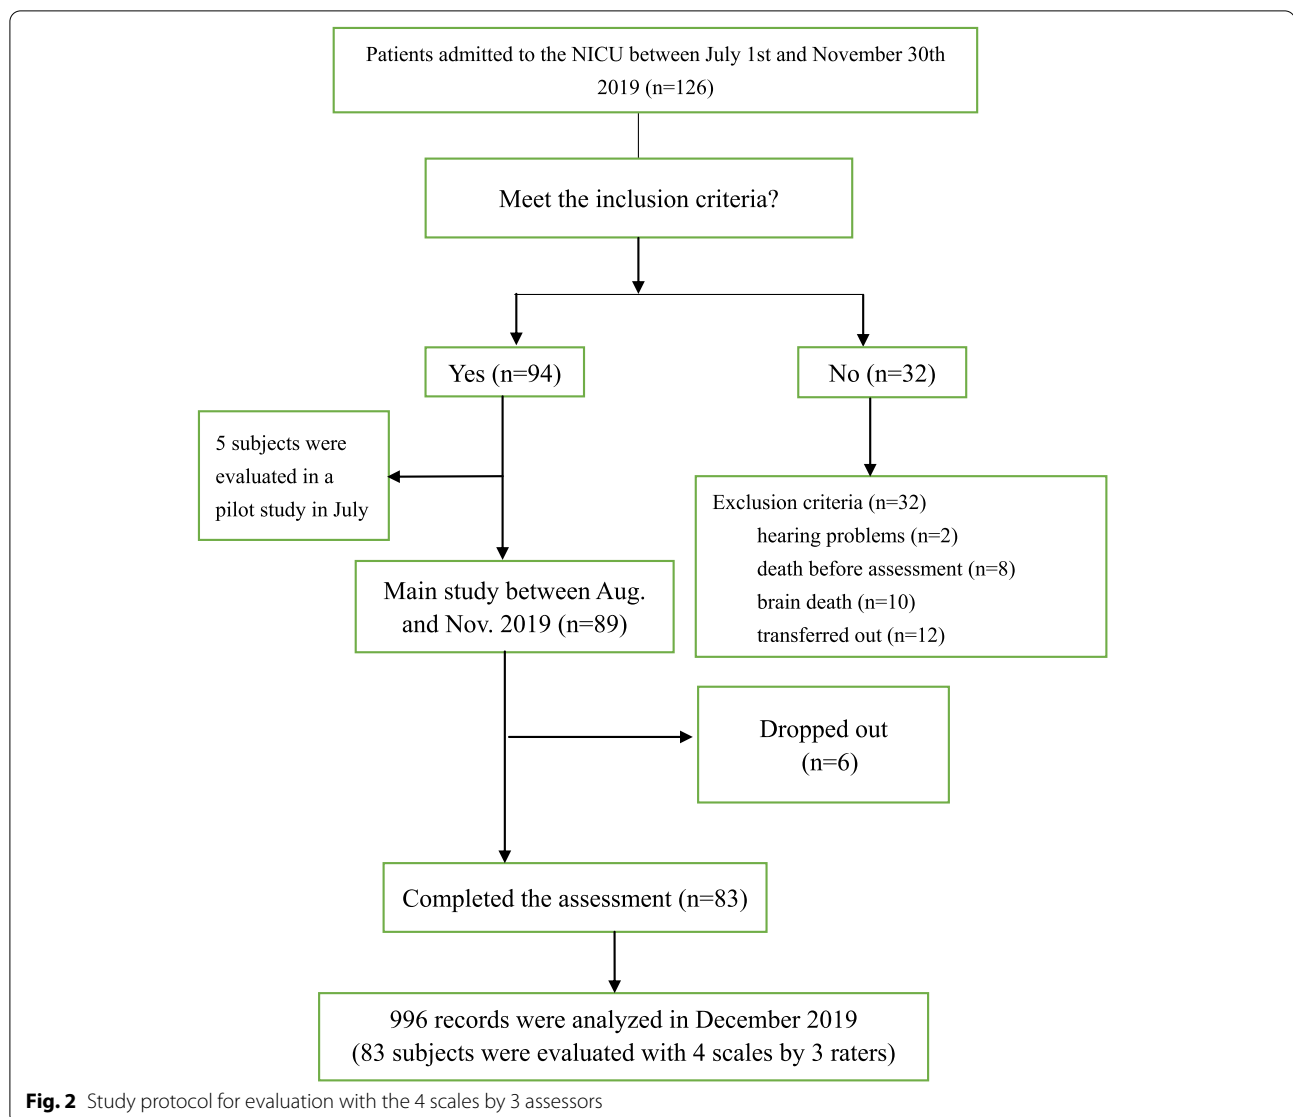 Patients admitted to the NICU between July 1st and November 30th
2019 (n=126)
Meet the inclusion criteria?
Yes (n=94)
No (n=32)
5 subjects were
evaluated in a
pilot study in July
Exclusion criteria (n=32)
hearing problems (n=2)
death before assessment (n=8)
brain death (n=10)
transferred out (n=12)
Main study between Aug.
and Nov. 2019 (n=89)
Dropped out
(n=6)
Completed the assessment (n=83)
996 records were analyzed in December 2019
(83 subjects were evaluated with 4 scales by 3 raters)
Fig. 2 Study protocol for evaluation with the 4 scales by 3 assessors